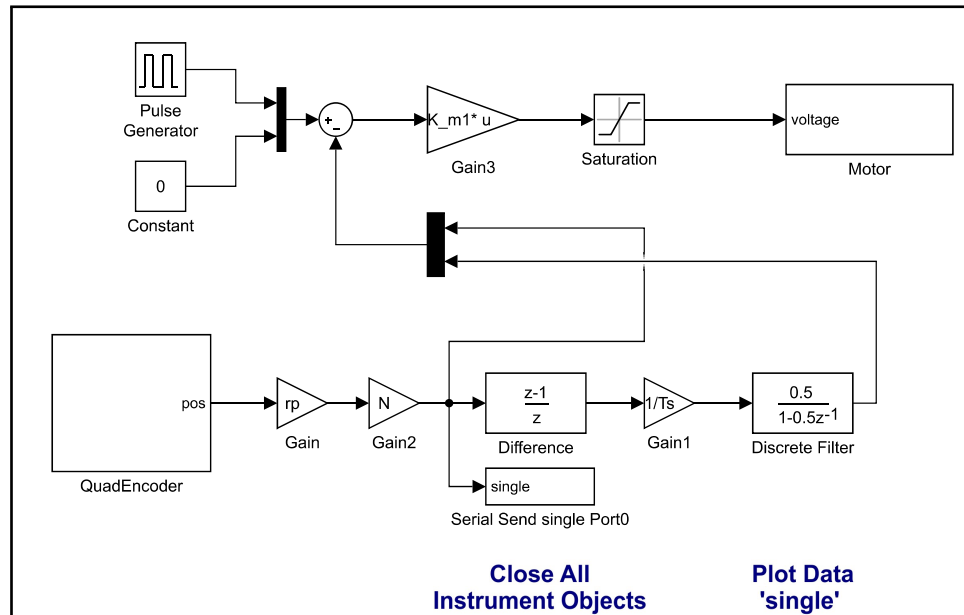 Pulse
Generator
0
Constant
+
-
K_m1* u
Gain3
Saturation
voltage
Motor
pos
QuadEncoder
rp
Gain
N
Gain2
z-1
z
Difference
1/Ts
Gain1
0.5
1-0.5z-1
Discrete Filter
single
Serial Send single Port0
Close All
Instrument Objects
Plot Data
'single'